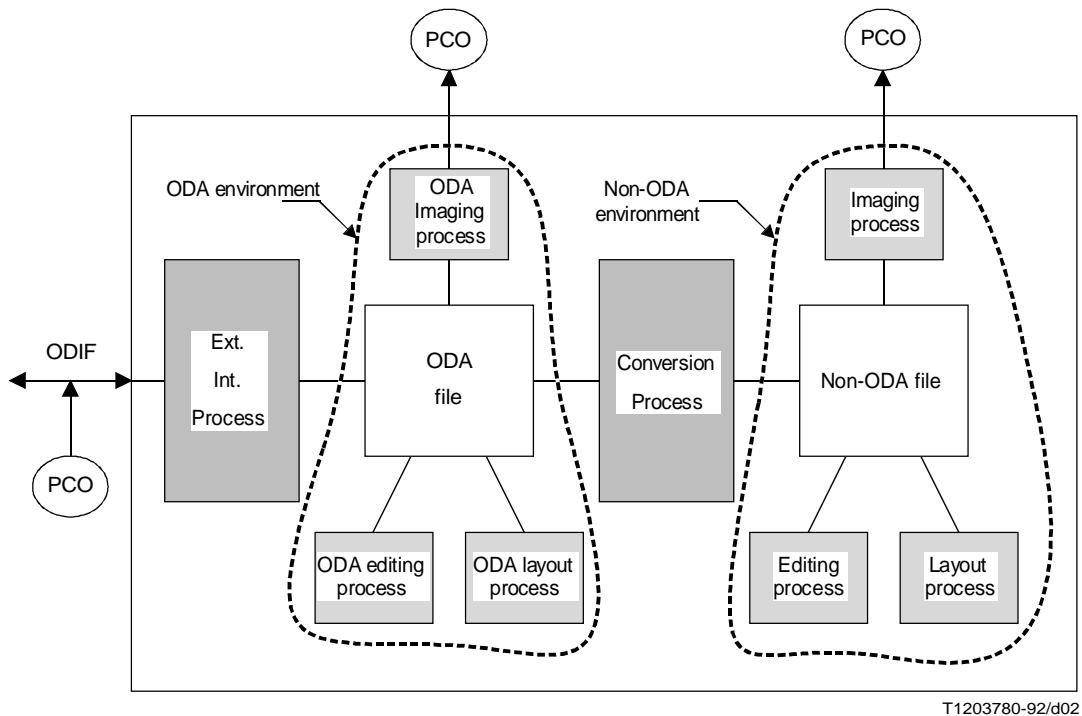 PCO
PCO
ODA environment
ODA
Imaging
process
Non-ODA
environment
Imaging
process
ODIF
Ext.
Int.
Process
ODA
file
Conversion
Process
Non-ODA file
PCO
ODA editing
process
ODA layout
process
Editing
process
Layout
process
T1203780-92/d02